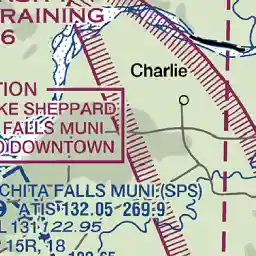 RAINING
6
Charlie
TION
KE SHEPPARD
FALLS MUNI
DOWNTOWN
CHITA FALLS MUNI (SPS)
ATIS 132.05 269.9
L 131 122.95
15R, 18